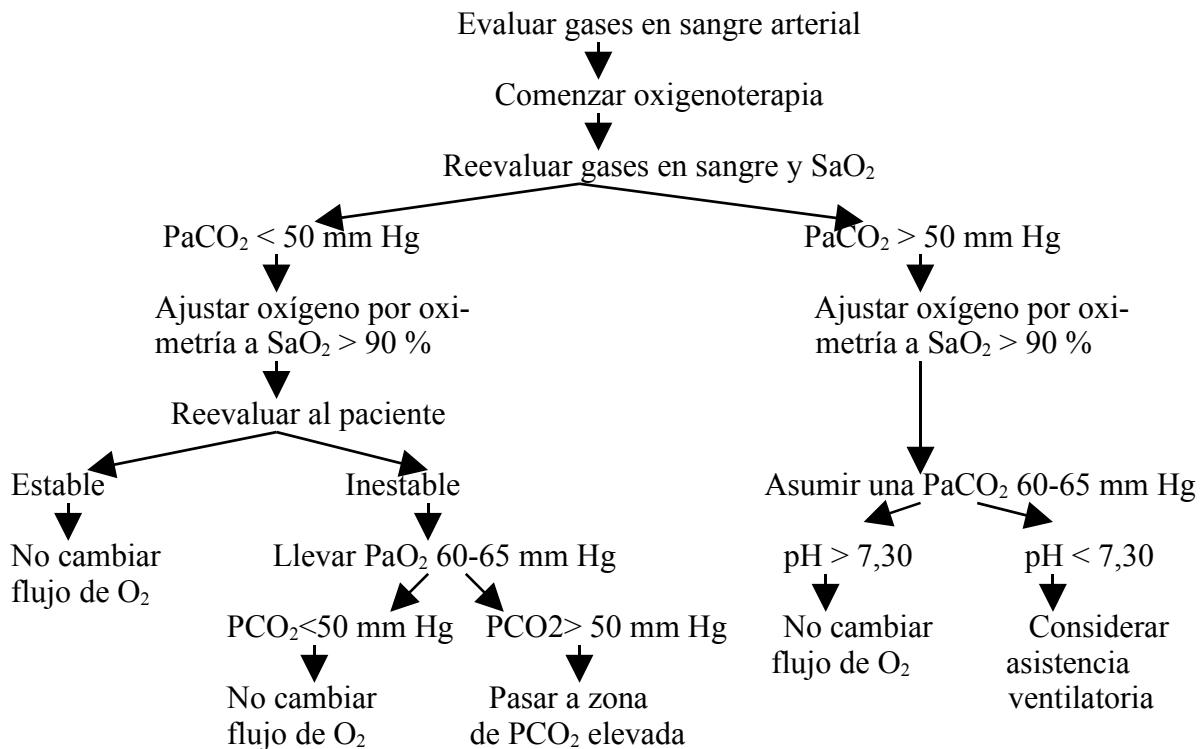 Evaluar gases en sangre arterial
Comenzar oxigenoterapia
Reevaluar gases en sangre y SaO₂
PaCO₂ < 50 mm Hg
PaCO₂ > 50 mm Hg
Ajustar oxígeno por oxi-
metría a SaO₂ > 90 %
Ajustar oxígeno por oxi-
metría a SaO₂ > 90 %
Reevaluar al paciente
Estable
Inestable
Asumir una PaCO₂ 60-65 mm Hg
No cambiar
flujo de O₂
Llevar PaO₂ 60-65 mm Hg
pH > 7,30
pH < 7,30
PCO₂<50 mm Hg
PCO2> 50 mm Hg
No cambiar
flujo de O₂
Considerar
asistencia
ventilatoria
No cambiar
flujo de O₂
Pasar a zona
de PCO₂ elevada